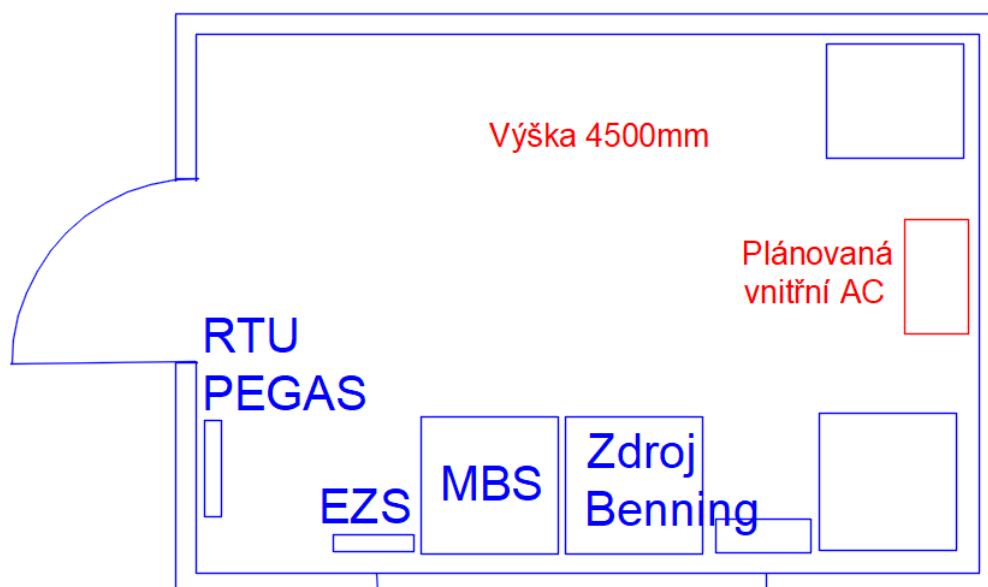 Výška 4500mm
Plánovaná
vnitřní AC
RTU
PEGAS
EZS
MBS
Zdroj
Benning